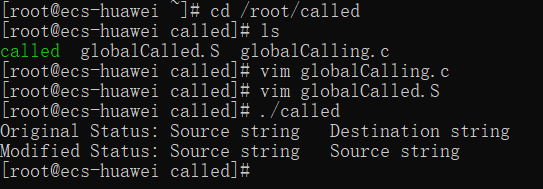 [root@ecs-huawei ~]# cd /root/called
[root@ecs-huawei called]# ls
called  globalCalled.S  globalCalling.c
[root@ecs-huawei called]# vim globalCalling.c
[root@ecs-huawei called]# vim globalCalled.S
[root@ecs-huawei called]# ./called
Original Status: Source string   Destination string
Modified Status: Source string   Source string
[root@ecs-huawei called]#